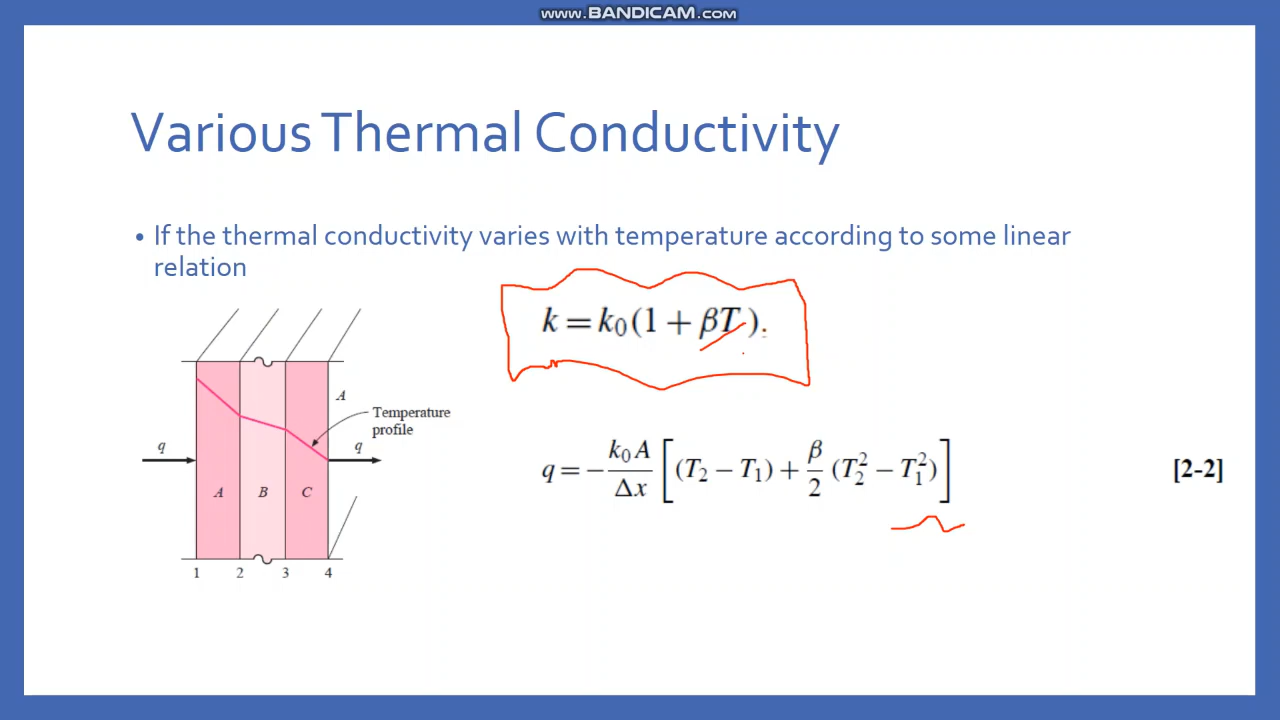 www.BANDICAM.com
Various Thermal Conductivity
• If the thermal conductivity varies with temperature according to some linear
relation
k = k₀(1 + βT).
A
Temperature
profile
q
q
q = − k₀A/Δx [(T₂ − T₁) + β/2 (T₂² − T₁²)]
[2-2]
A B C
1 2 3 4